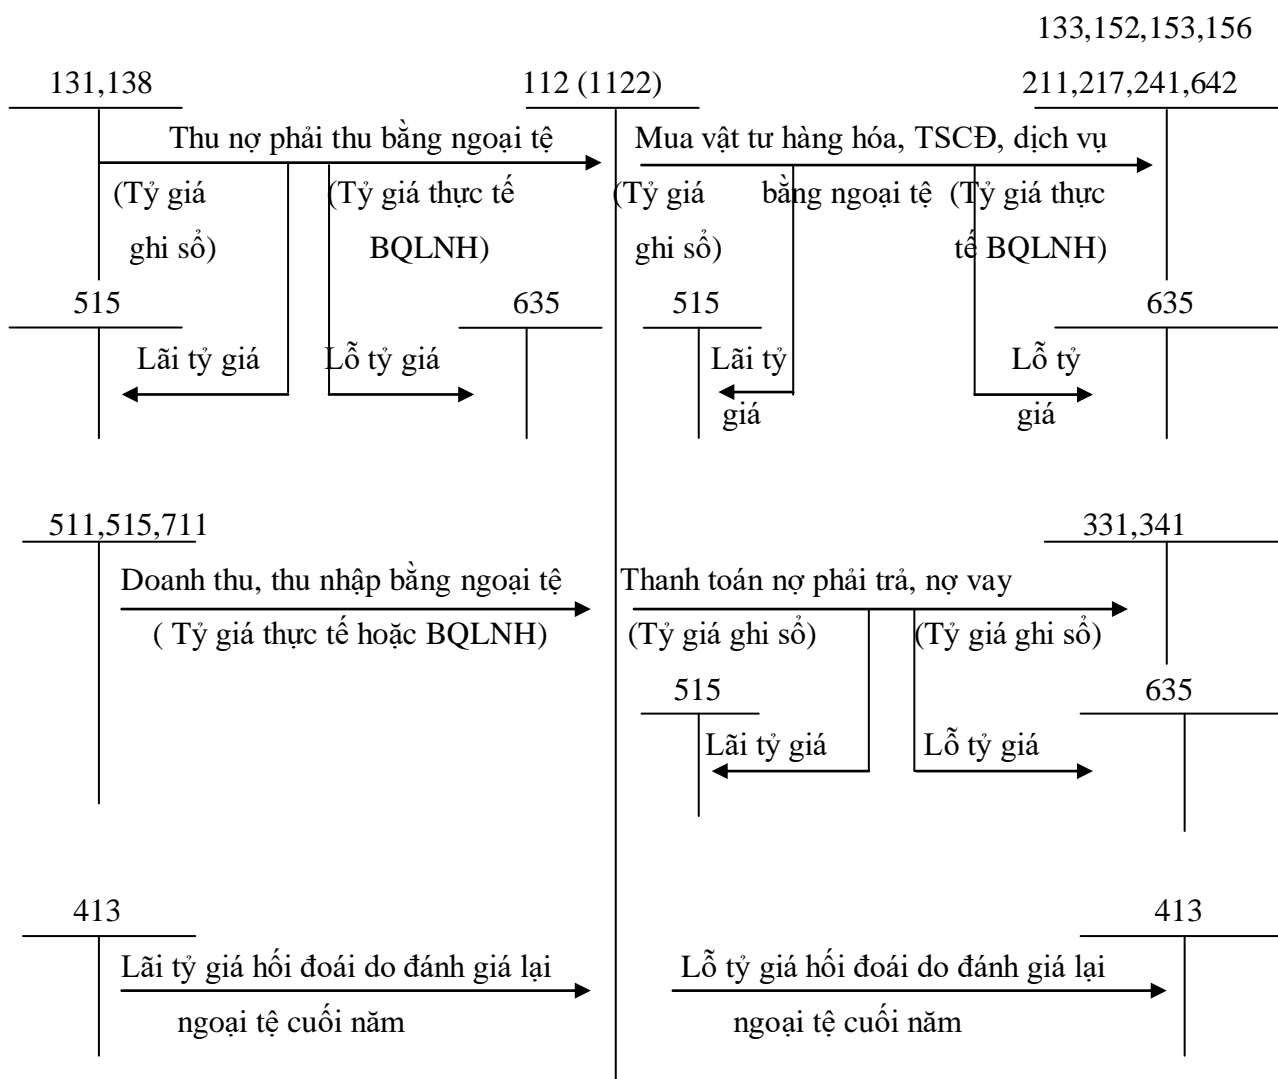 133,152,153,156
131,138 112 (1122) 211,217,241,642
Thu nợ phải thu bằng ngoại tệ Mua vật tư hàng hóa, TSCĐ, dịch vụ
(Tỷ giá (Tỷ giá thực tế (Tỷ giá bằng ngoại tệ (Tỷ giá thực
ghi sổ) BQLNH) ghi sổ) tế BQLNH)
515 635 515 635
Lãi tỷ giá Lỗ tỷ giá Lãi tỷ Lỗ tỷ
giá giá
511,515,711 331,341
Doanh thu, thu nhập bằng ngoại tệ Thanh toán nợ phải trả, nợ vay
( Tỷ giá thực tế hoặc BQLNH) (Tỷ giá ghi sổ) (Tỷ giá ghi sổ)
515 635
Lãi tỷ giá Lỗ tỷ giá
413 413
Lãi tỷ giá hối đoái do đánh giá lại Lỗ tỷ giá hối đoái do đánh giá lại
ngoại tệ cuối năm ngoại tệ cuối năm